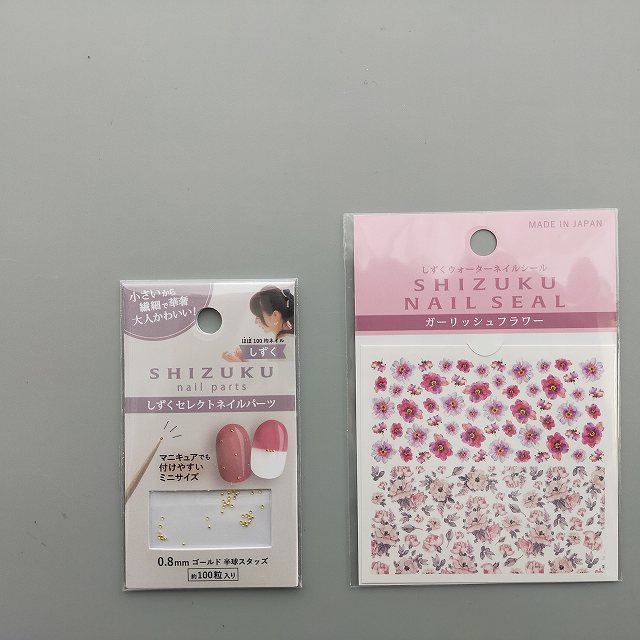 小さいから
繊細で華奢
大人かわいい!
ほぼ100均ネイル
しずく
SHIZUKU
nail parts
しずくセレクトネイルパーツ
マニキュアでも
付けやすい
ミニサイズ
0.8mm ゴールド 半球スタッズ
約100粒入り
MADE IN JAPAN
しずくウォーターネイルシール
SHIZUKU
NAIL SEAL
ガーリッシュフラワー